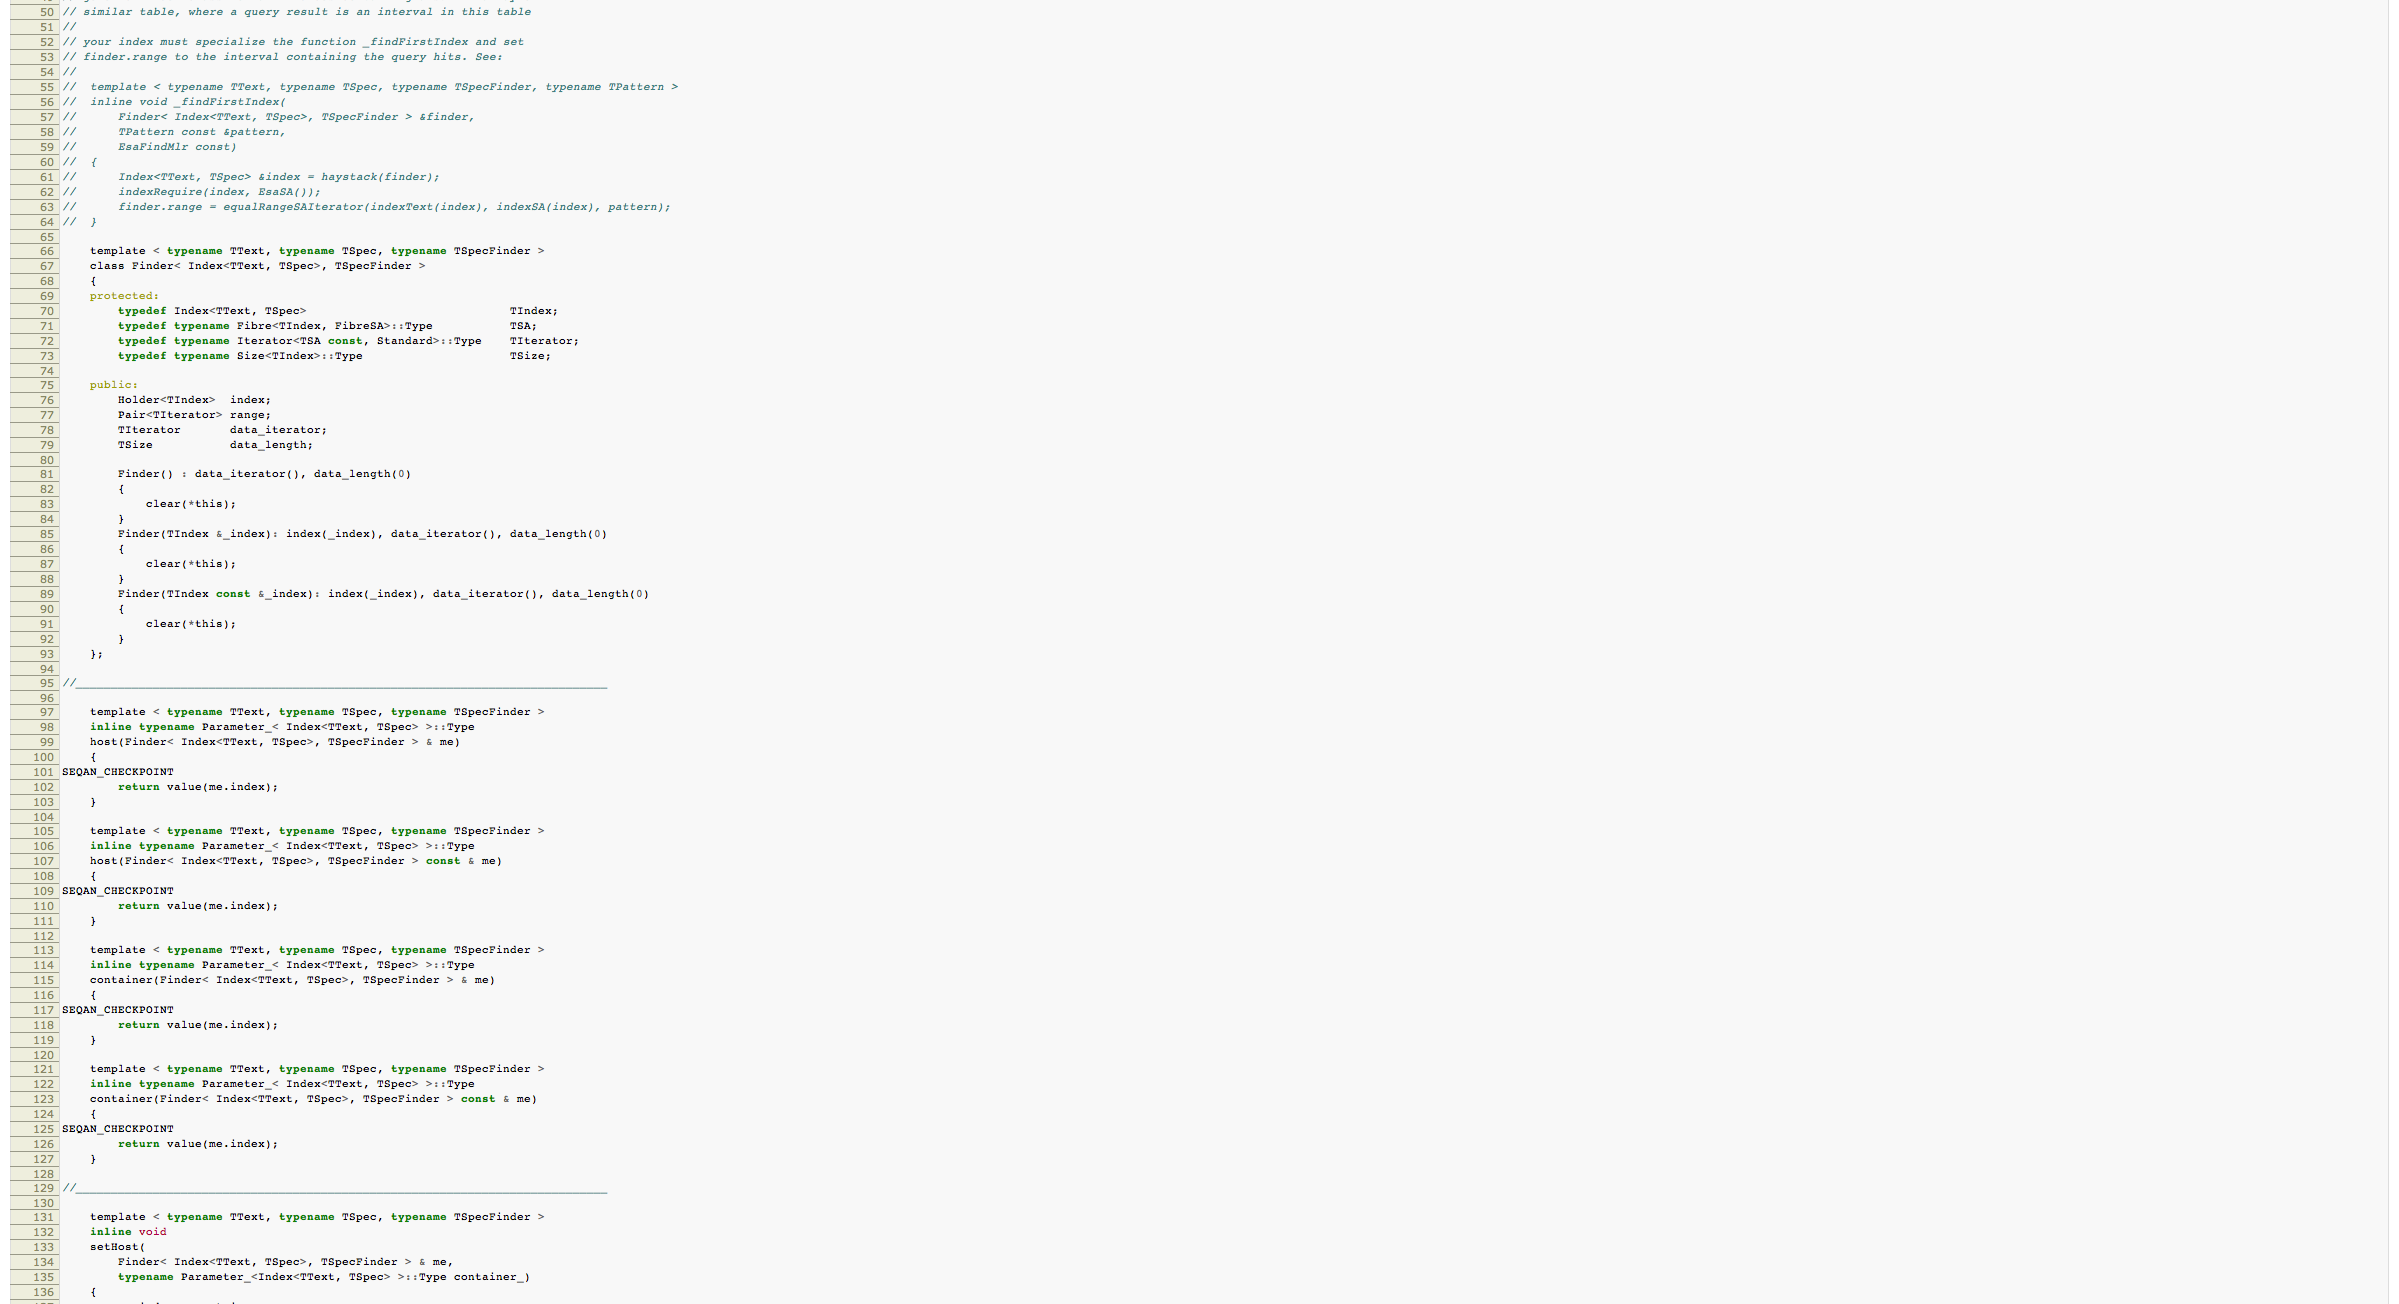 50 // similar table, where a query result is an interval in this table
51 //
52 // your index must specialize the function _findFirstIndex and set
53 // finder.range to the interval containing the query hits. See:
54 //
55 //  template < typename TText, typename TSpec, typename TSpecFinder, typename TPattern >
56 //  inline void _findFirstIndex(
57 //      Finder< Index<TText, TSpec>, TSpecFinder > &finder,
58 //      TPattern const &pattern,
59 //      EsaFindMlr const)
60 //  {
61 //      Index<TText, TSpec> &index = haystack(finder);
62 //      indexRequire(index, EsaSA());
63 //      finder.range = equalRangeSAIterator(indexText(index), indexSA(index), pattern);
64 //  }
65
66     template < typename TText, typename TSpec, typename TSpecFinder >
67     class Finder< Index<TText, TSpec>, TSpecFinder >
68     {
69     protected:
70         typedef Index<TText, TSpec>                             TIndex;
71         typedef typename Fibre<TIndex, FibreSA>::Type           TSA;
72         typedef typename Iterator<TSA const, Standard>::Type    TIterator;
73         typedef typename Size<TIndex>::Type                     TSize;
74
75     public:
76         Holder<TIndex>  index;
77         Pair<TIterator> range;
78         TIterator       data_iterator;
79         TSize           data_length;
80
81         Finder() : data_iterator(), data_length(0)
82         {
83             clear(*this);
84         }
85         Finder(TIndex &_index): index(_index), data_iterator(), data_length(0)
86         {
87             clear(*this);
88         }
89         Finder(TIndex const &_index): index(_index), data_iterator(), data_length(0)
90         {
91             clear(*this);
92         }
93     };
94
95 //____________________________________________________________________________
96
97     template < typename TText, typename TSpec, typename TSpecFinder >
98     inline typename Parameter_< Index<TText, TSpec> >::Type
99     host(Finder< Index<TText, TSpec>, TSpecFinder > & me)
100     {
101 SEQAN_CHECKPOINT
102         return value(me.index);
103     }
104
105     template < typename TText, typename TSpec, typename TSpecFinder >
106     inline typename Parameter_< Index<TText, TSpec> >::Type
107     host(Finder< Index<TText, TSpec>, TSpecFinder > const & me)
108     {
109 SEQAN_CHECKPOINT
110         return value(me.index);
111     }
112
113     template < typename TText, typename TSpec, typename TSpecFinder >
114     inline typename Parameter_< Index<TText, TSpec> >::Type
115     container(Finder< Index<TText, TSpec>, TSpecFinder > & me)
116     {
117 SEQAN_CHECKPOINT
118         return value(me.index);
119     }
120
121     template < typename TText, typename TSpec, typename TSpecFinder >
122     inline typename Parameter_< Index<TText, TSpec> >::Type
123     container(Finder< Index<TText, TSpec>, TSpecFinder > const & me)
124     {
125 SEQAN_CHECKPOINT
126         return value(me.index);
127     }
128
129 //____________________________________________________________________________
130
131     template < typename TText, typename TSpec, typename TSpecFinder >
132     inline void
133     setHost(
134         Finder< Index<TText, TSpec>, TSpecFinder > & me,
135         typename Parameter_<Index<TText, TSpec> >::Type container_)
136     {